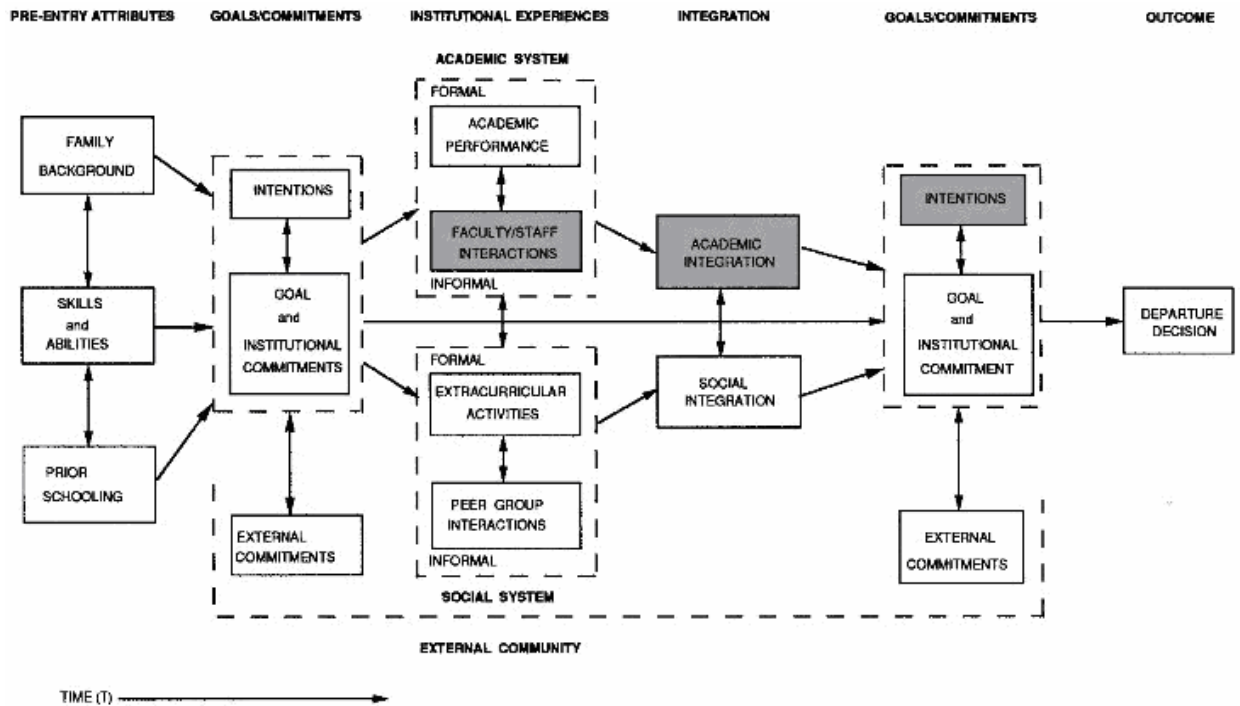 PRE-ENTRY ATTRIBUTES
GOALS/COMMITMENTS
INSTITUTIONAL EXPERIENCES
INTEGRATION
GOALS/COMMITMENTS
OUTCOME
FAMILY
BACKGROUND
SKILLS
and
ABILITIES
PRIOR
SCHOOLING
INTENTIONS
GOAL
and
INSTITUTIONAL
COMMITMENTS
EXTERNAL
COMMITMENTS
ACADEMIC SYSTEM
FORMAL
ACADEMIC
PERFORMANCE
FACULTY/STAFF
INTERACTIONS
INFORMAL
FORMAL
EXTRACURRICULAR
ACTIVITIES
PEER GROUP
INTERACTIONS
INFORMAL
SOCIAL SYSTEM
ACADEMIC
INTEGRATION
SOCIAL
INTEGRATION
INTENTIONS
GOAL
and
INSTITUTIONAL
COMMITMENT
EXTERNAL
COMMITMENTS
DEPARTURE
DECISION
EXTERNAL COMMUNITY
TIME (T)